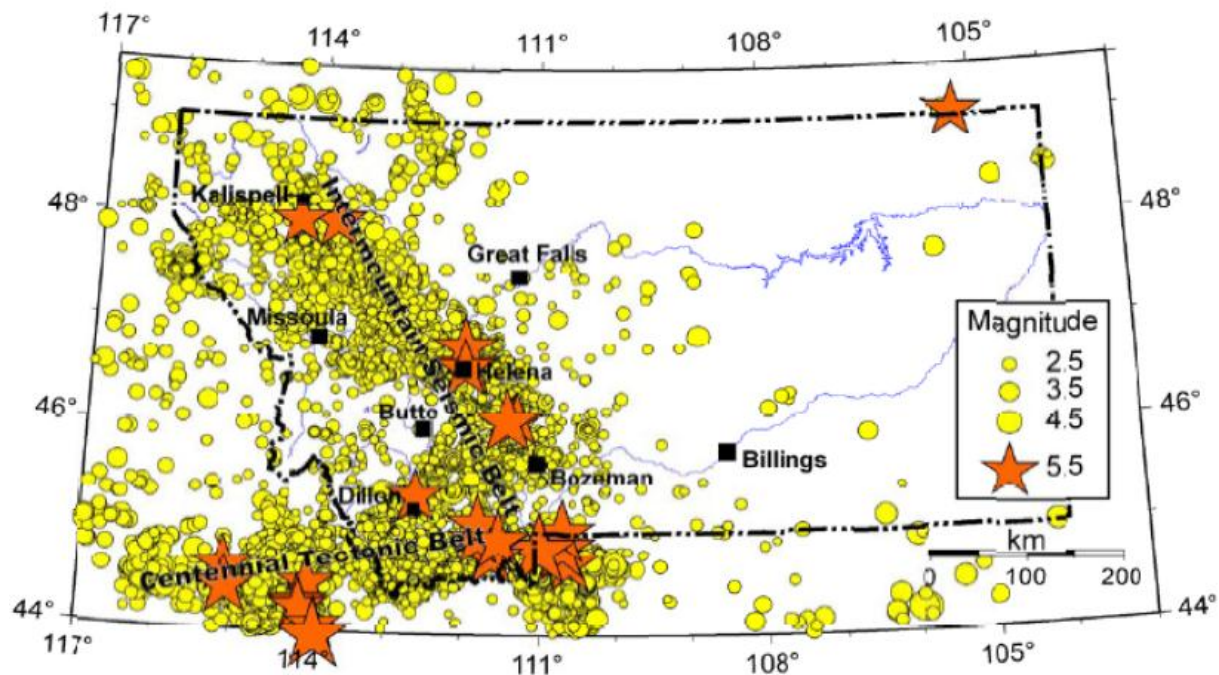 117°
114°
111°
108°
105°
48°
48°
Kalispell
Intermountain Seismic Belt
Great Falls
Missoula
Helena
46°
46°
Butte
Billings
Bozeman
Dillon
Centennial Tectonic Belt
Magnitude
2.5
3.5
4.5
5.5
km
0 100 200
44°
44°
117°
114°
111°
108°
105°